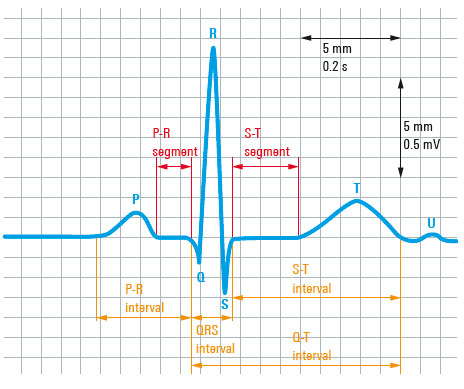 R
5 mm
0.2 s
5 mm
0.5 mV
P-R
segment
S-T
segment
P
T
U
Q
S
P-R
interval
S-T
interval
QRS
interval
Q-T
interval